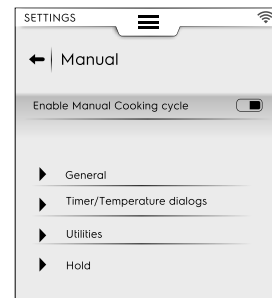 SETTINGS
Manual
Enable Manual Cooking cycle
General
Timer/Temperature dialogs
Utilities
Hold